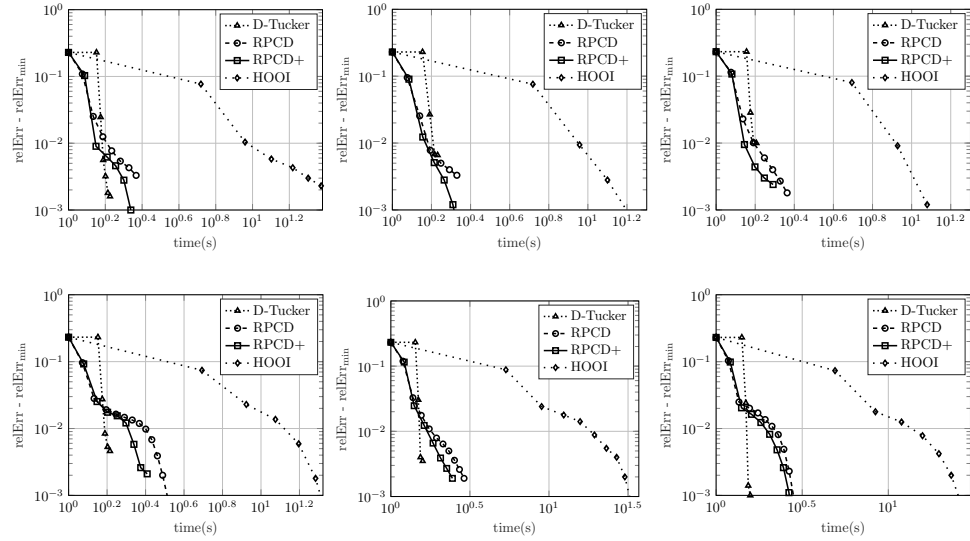 10^0
10^−1
10^−2
10^−3
relErr - relErr_min
D-Tucker
RPCD
RPCD+
HOOI
10^0 10^0.2 10^0.4 10^0.6 10^0.8 10^1 10^1.2
time(s)
10^0
10^−1
10^−2
10^−3
relErr - relErr_min
D-Tucker
RPCD
RPCD+
HOOI
10^0 10^0.2 10^0.4 10^0.6 10^0.8 10^1 10^1.2
time(s)
10^0
10^−1
10^−2
10^−3
relErr - relErr_min
D-Tucker
RPCD
RPCD+
HOOI
10^0 10^0.2 10^0.4 10^0.6 10^0.8 10^1 10^1.2
time(s)
10^0
10^−1
10^−2
10^−3
relErr - relErr_min
D-Tucker
RPCD
RPCD+
HOOI
10^0 10^0.2 10^0.4 10^0.6 10^0.8 10^1 10^1.2
time(s)
10^0
10^−1
10^−2
10^−3
relErr - relErr_min
D-Tucker
RPCD
RPCD+
HOOI
10^0 10^0.5 10^1 10^1.5
time(s)
10^0
10^−1
10^−2
10^−3
relErr - relErr_min
D-Tucker
RPCD
RPCD+
HOOI
10^0 10^0.5 10^1
time(s)